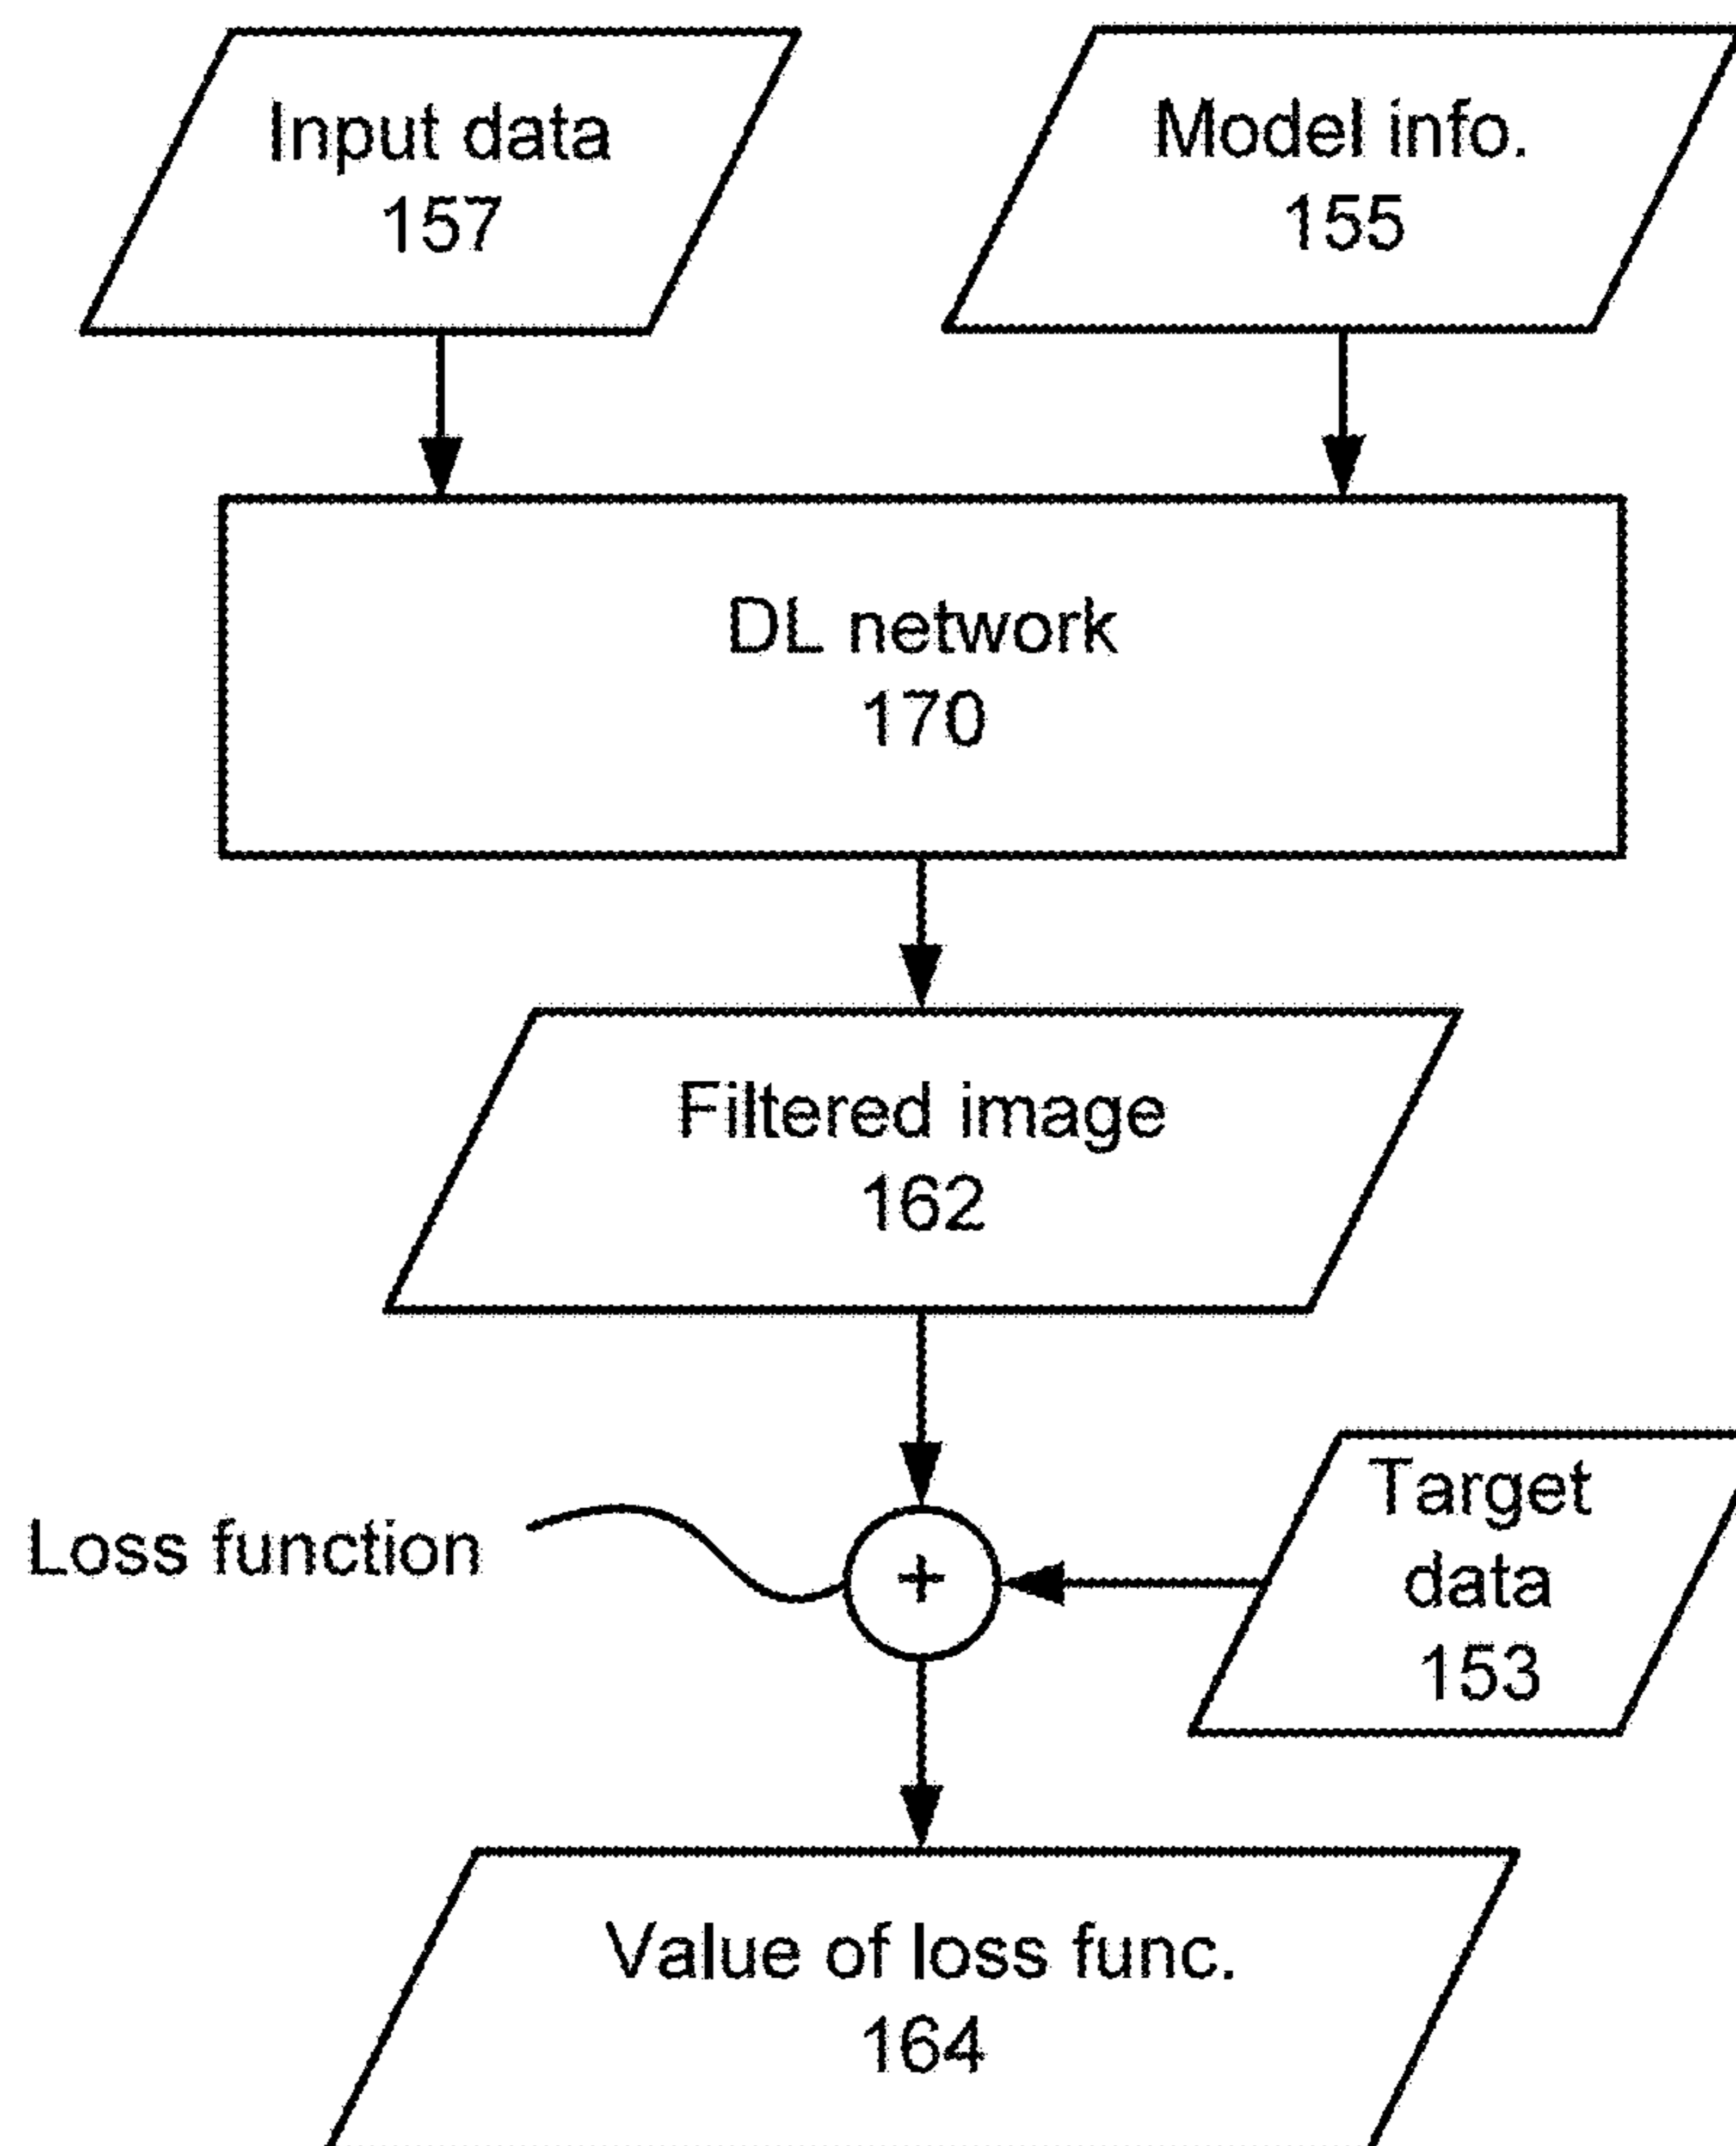 Input data
157
Model info.
155
DL network
170
Filtered image
162
Loss function
+
Target
data
153
Value of loss func.
164